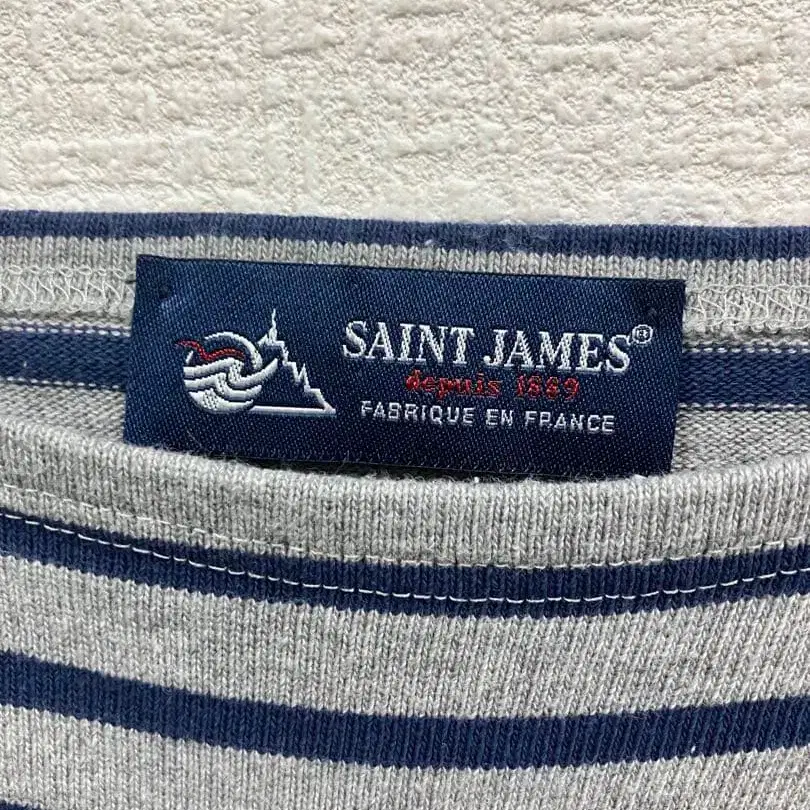 SAINT JAMES®
depuis 1889
FABRIQUE EN FRANCE